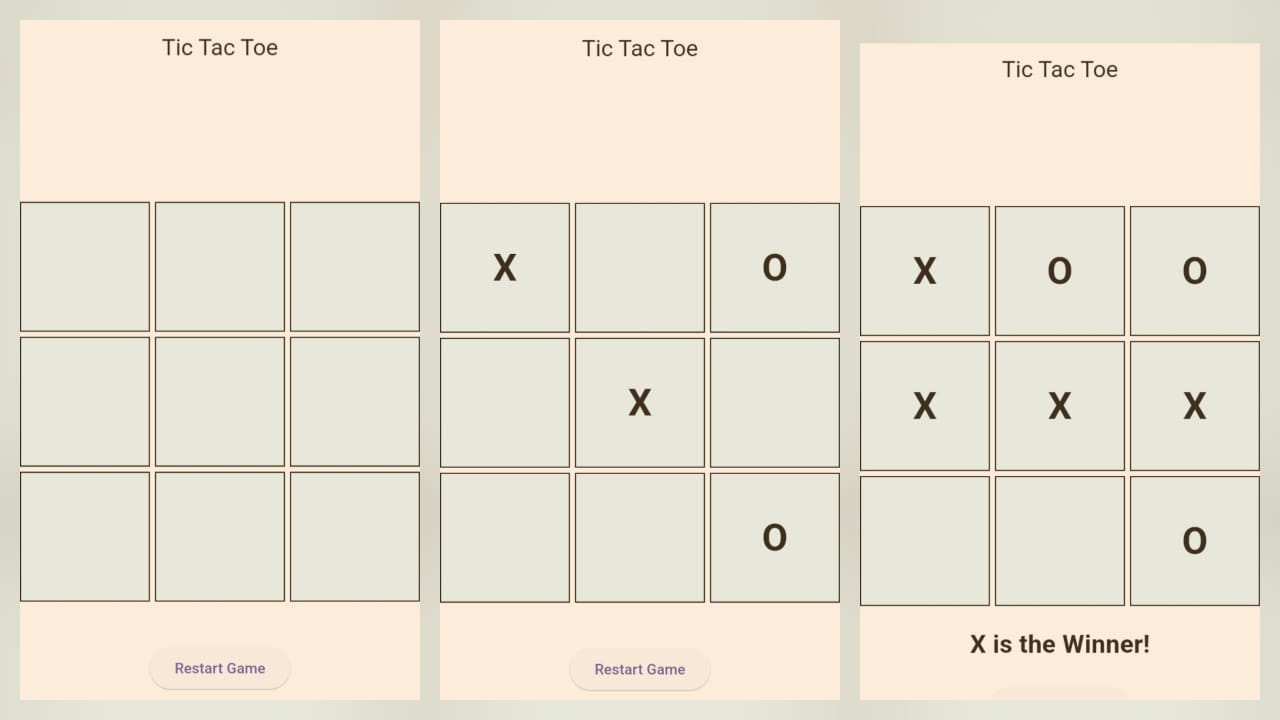 Tic Tac Toe
Restart Game
Tic Tac Toe
X O
X
O
Restart Game
Tic Tac Toe
X O O
X X X
O
X is the Winner!